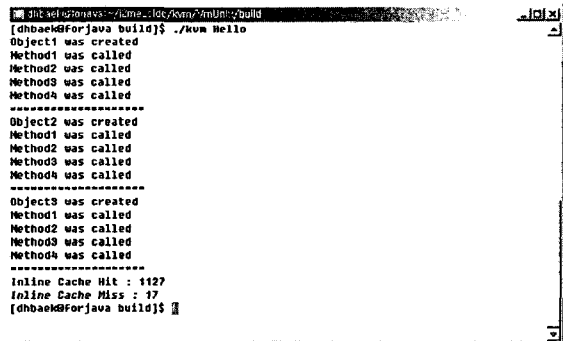 [dhbaek@forjava build]$ ./kvm Hello
Object1 was created
Method1 was called
Method2 was called
Method3 was called
Method4 was called
--------------------
Object2 was created
Method1 was called
Method2 was called
Method3 was called
Method4 was called
--------------------
Object3 was created
Method1 was called
Method2 was called
Method3 was called
Method4 was called
--------------------
Inline Cache Hit : 1127
Inline Cache Miss : 17
[dhbaek@forjava build]$